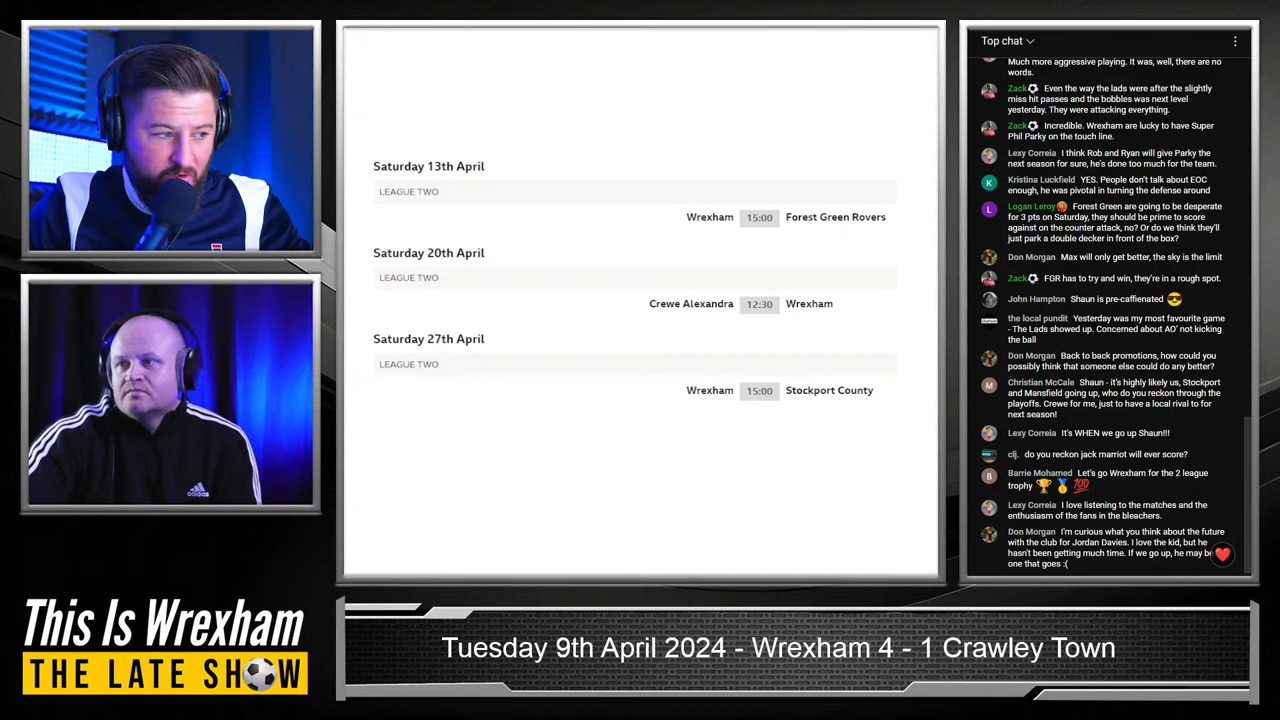 Saturday 13th April
LEAGUE TWO
Wrexham 15:00 Forest Green Rovers
Saturday 20th April
LEAGUE TWO
Crewe Alexandra 12:30 Wrexham
Saturday 27th April
LEAGUE TWO
Wrexham 15:00 Stockport County
Top chat
Much more aggressive playing. It was, well, there are no
words.
Zack⚽ Even the way the lads were after the slightly
miss hit passes and the bobbles was next level
yesterday. They were attacking everything.
Zack⚽ Incredible. Wrexham are lucky to have Super
Phil Parky on the touch line.
Lexy Correia I think Rob and Ryan will give Parky the
next season for sure, he's done too much for the team.
K
Kristina Luckfield YES. People don't talk about EOC
enough, he was pivotal in turning the defense around
L
Logan Leroy🏀 Forest Green are going to be desperate
for 3 pts on Saturday, they should be prime to score
against on the counter attack, no? Or do we think they'll
just park a double decker in front of the box?
Don Morgan Max will only get better, the sky is the limit
Zack⚽ FGR has to try and win, they're in a rough spot.
John Hampton Shaun is pre-caffienated 😎
the local pundit Yesterday was my most favourite game
- The Lads showed up. Concerned about AO' not kicking
the ball
Don Morgan Back to back promotions, how could you
possibly think that someone else could do any better?
M
Christian McCale Shaun - it's highly likely us, Stockport
and Mansfield going up, who do you reckon through the
playoffs. Crewe for me, just to have a local rival to for
next season!
Lexy Correia It's WHEN we go up Shaun!!!
clj. do you reckon jack marriot will ever score?
B
Barrie Mohamed Let's go Wrexham for the 2 league
trophy 🏆 🥇 💯
Lexy Correia I love listening to the matches and the
enthusiasm of the fans in the bleachers.
Don Morgan I'm curious what you think about the future
with the club for Jordan Davies. I love the kid, but he
hasn't been getting much time. If we go up, he may be
one that goes :(
adidas
This Is Wrexham
THE LATE SHOW
Tuesday 9th April 2024 - Wrexham 4 - 1 Crawley Town